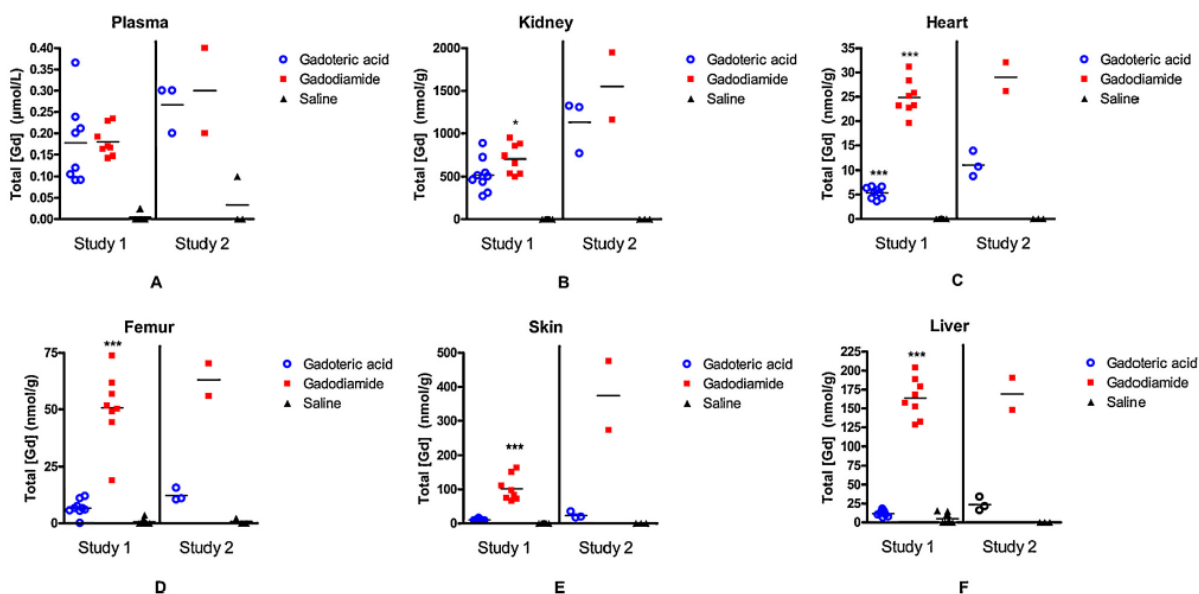 Plasma
Total [Gd] (µmol/L)
0.40
0.35
0.30
0.25
0.20
0.15
0.10
0.05
0.00
Study 1
Study 2
Gadoteric acid
Gadodiamide
Saline
A
Kidney
Total [Gd] (nmol/g)
2000
1500
1000
500
0
*
Study 1
Study 2
Gadoteric acid
Gadodiamide
Saline
B
Heart
Total [Gd] (nmol/g)
35
30
25
20
15
10
5
0
***
***
Study 1
Study 2
Gadoteric acid
Gadodiamide
Saline
C
Femur
Total [Gd] (nmol/g)
75
50
25
0
***
Study 1
Study 2
Gadoteric acid
Gadodiamide
Saline
D
Skin
Total [Gd] (nmol/g)
500
400
300
200
100
0
***
Study 1
Study 2
Gadoteric acid
Gadodiamide
Saline
E
Liver
Total [Gd] (nmol/g)
225
200
175
150
125
100
75
50
25
0
***
Study 1
Study 2
Gadoteric acid
Gadodiamide
Saline
F